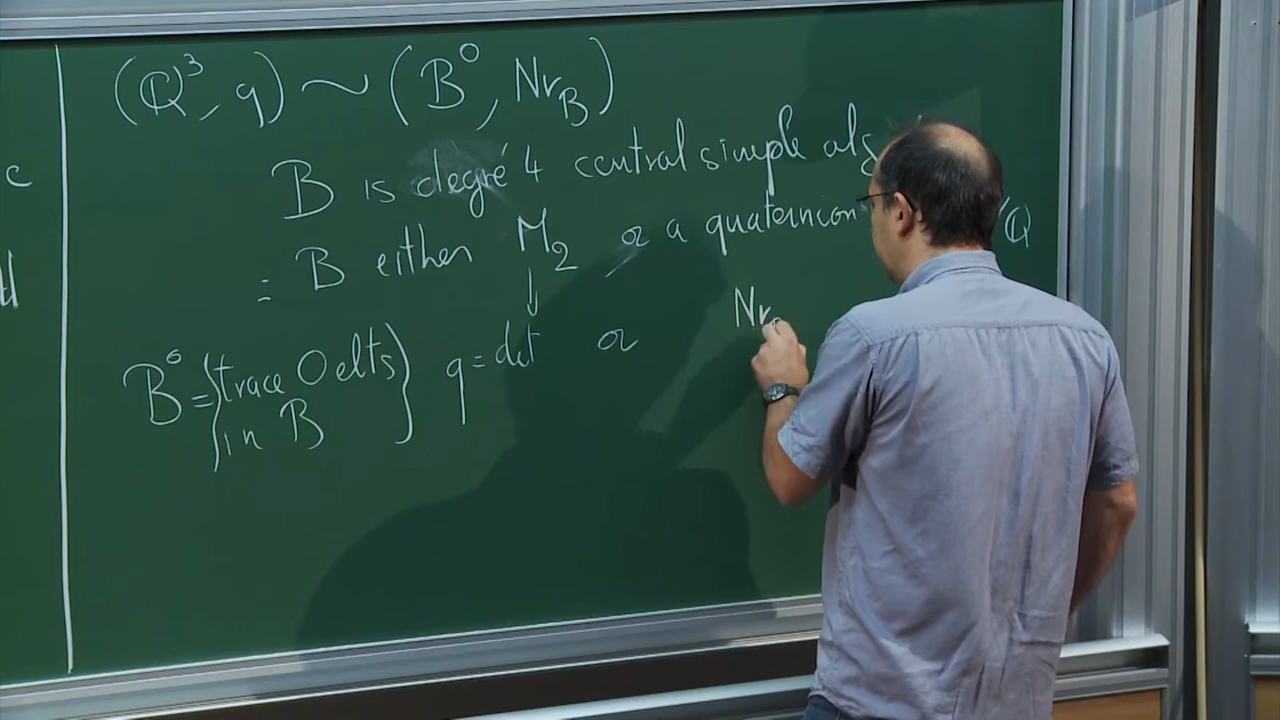 (ℚ³, q) ~ (B⁰, Nr_B)
B is degré 4 central simple alg
= B either M₂ or a quaternion /ℚ
↓
B⁰ = {trace 0 elts in B} q = det or Nr
c